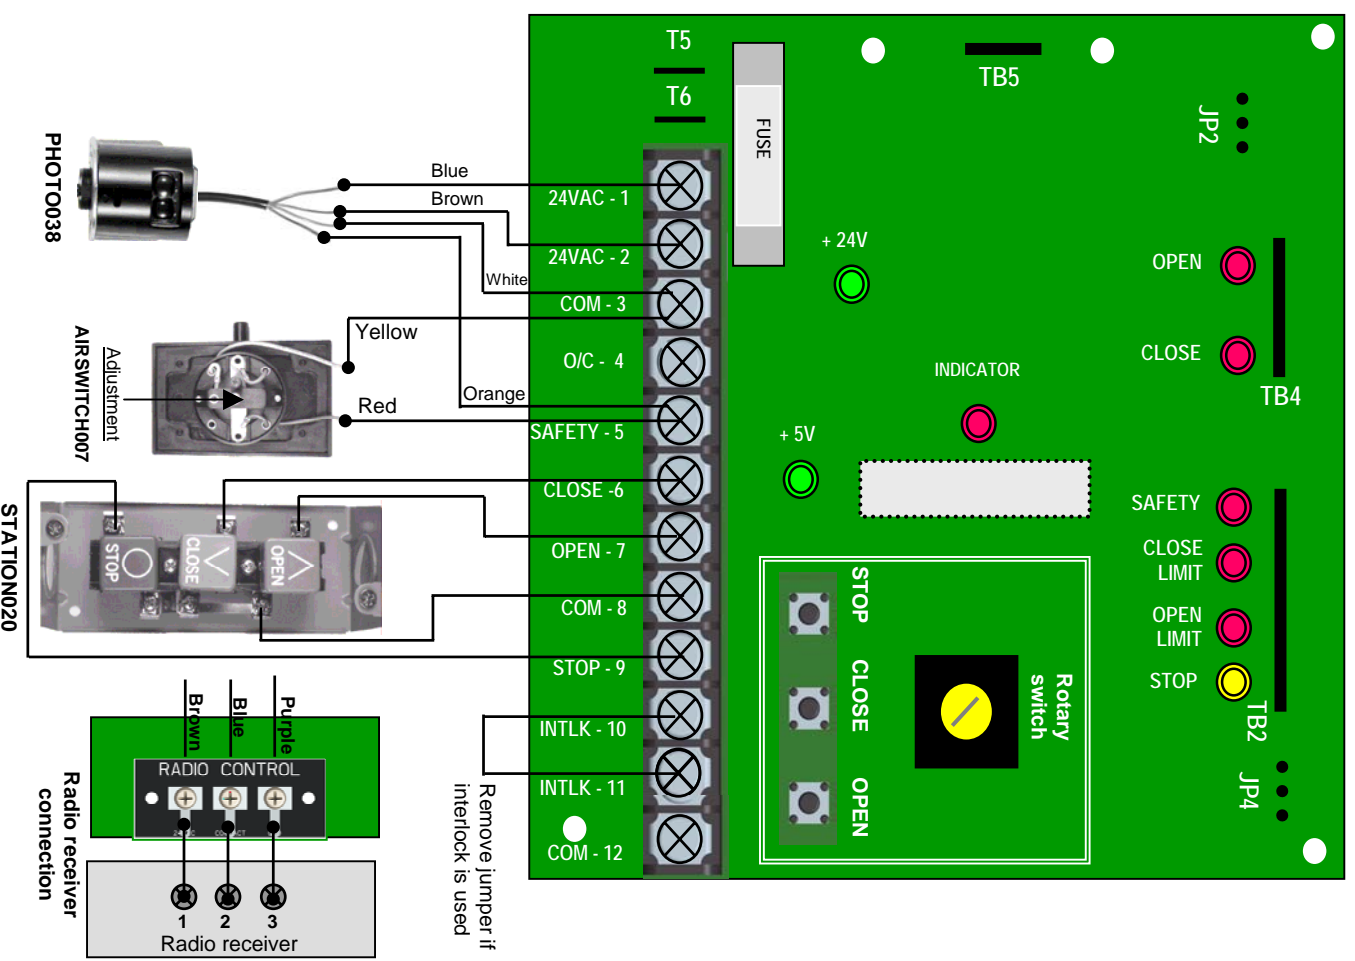 T5
T6
FUSE
TB5
JP2
PHOTO038
Blue
Brown
White
24VAC - 1
24VAC - 2
COM - 3
O/C - 4
SAFETY - 5
CLOSE -6
OPEN - 7
COM - 8
STOP - 9
INTLK - 10
INTLK - 11
COM - 12
+ 24V
OPEN
CLOSE
TB4
INDICATOR
+ 5V
Yellow
Orange
Red
Adjustment
AIRSWITCH007
STATION020
STOP
CLOSE
OPEN
SAFETY
CLOSE
LIMIT
OPEN
LIMIT
STOP
TB2
JP4
STOP
CLOSE
OPEN
Rotary
switch
Brown
Blue
Purple
RADIO CONTROL
Radio receiver
connection
1
2
3
Radio receiver
Remove jumper if
interlock is used